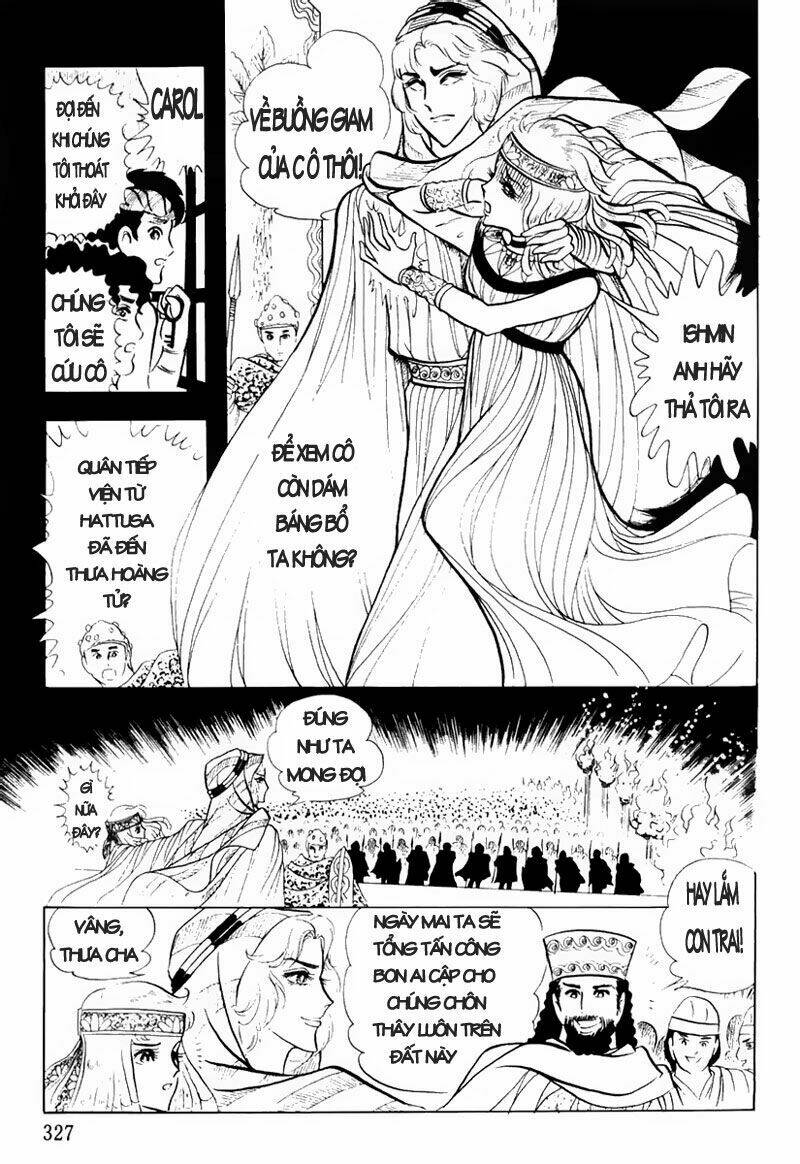 VỀ BUỒNG GIAM
CỦA C Ô THÔI!
ISHMIN
ANH HÃY
THẢ TÔI RA
ĐỂ XEM CÔ
CÒN DÁM
BÁNG BỔ
TA KHÔNG?
CAROL
ĐỢI ĐẾN
KHI CHÚNG
TÔI THOÁT
KHỎI ĐÂY
CHÚNG
TÔI SẼ
CỨU CÔ
QUÂN TIẾP
VIỆN TỪ
HATTUSA
ĐÃ ĐẾN
THƯA HOÀNG
TỬ?
GÌ
NỮA
ĐÂY?
ĐÚNG
NHƯ TA
MONG ĐỢI
HAY LẮM
CON TRAI!
NGÀY MAI TA SẼ
TỔNG TẤN CÔNG
BON AI CẬP CHO
CHÚNG CHÔN
THÂY LUÔN TRÊN
ĐẤT NÀY
VÂNG,
THƯA CHA
327